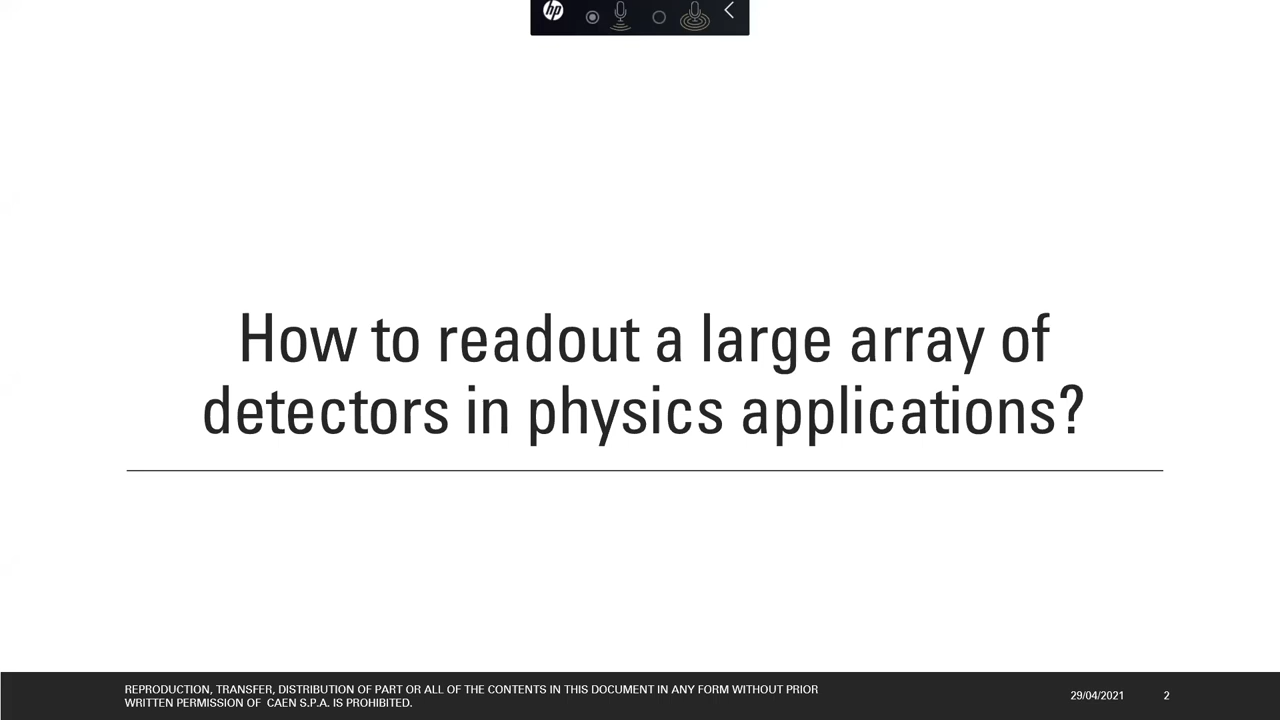 hp
How to readout a large array of
detectors in physics applications?
REPRODUCTION, TRANSFER, DISTRIBUTION OF PART OR ALL OF THE CONTENTS IN THIS DOCUMENT IN ANY FORM WITHOUT PRIOR
WRITTEN PERMISSION OF  CAEN S.P.A. IS PROHIBITED.
29/04/2021
2